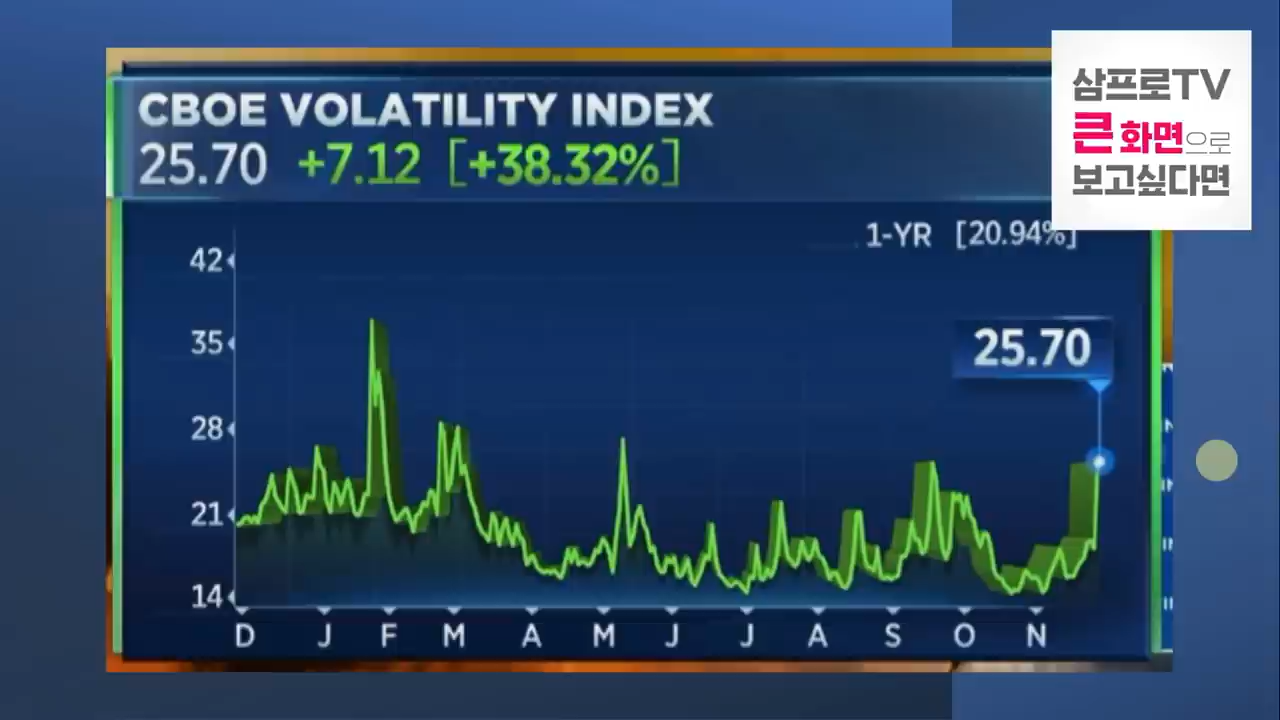 CBOE VOLATILITY INDEX
25.70 +7.12 [+38.32%]
삼프로TV
큰 화면으로
보고싶다면
1-YR [20.94%]
42
35
28
21
14
25.70
D J F M A M J J A S O N